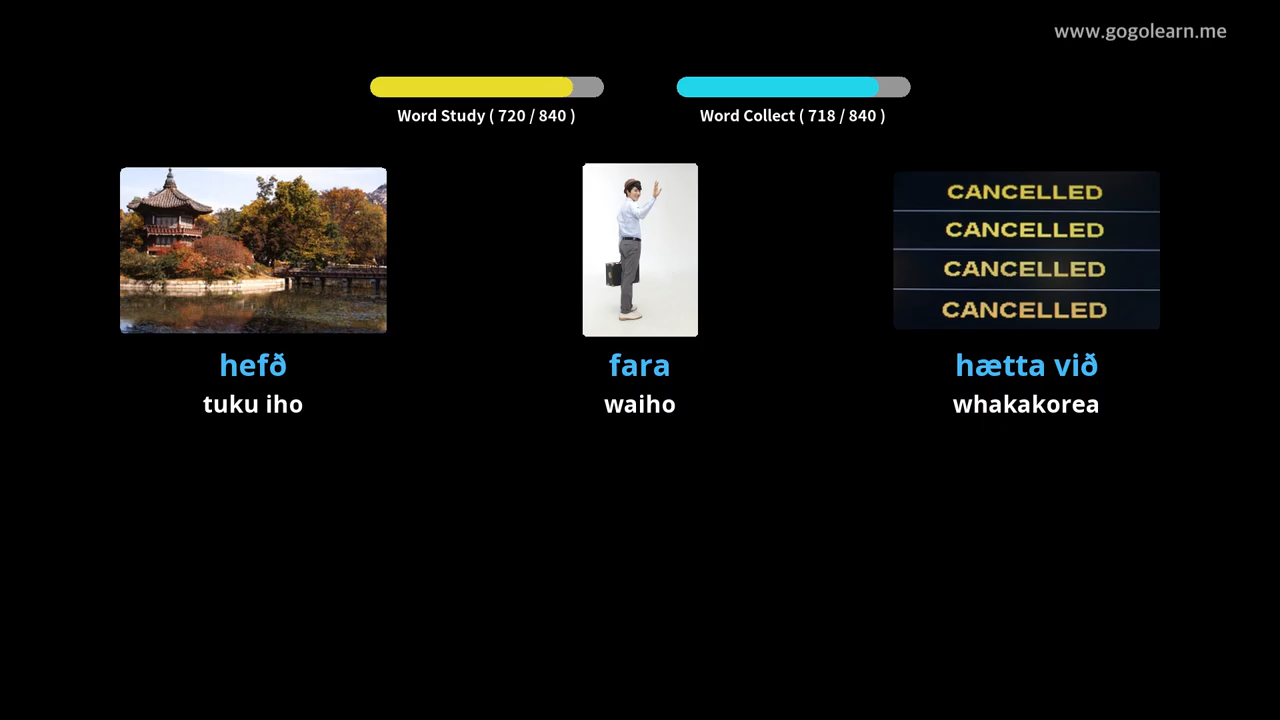 www.gogolearn.me
Word Study ( 720 / 840 )
Word Collect ( 718 / 840 )
CANCELLED
CANCELLED
CANCELLED
CANCELLED
hefð
tuku iho
fara
waiho
hætta við
whakakorea